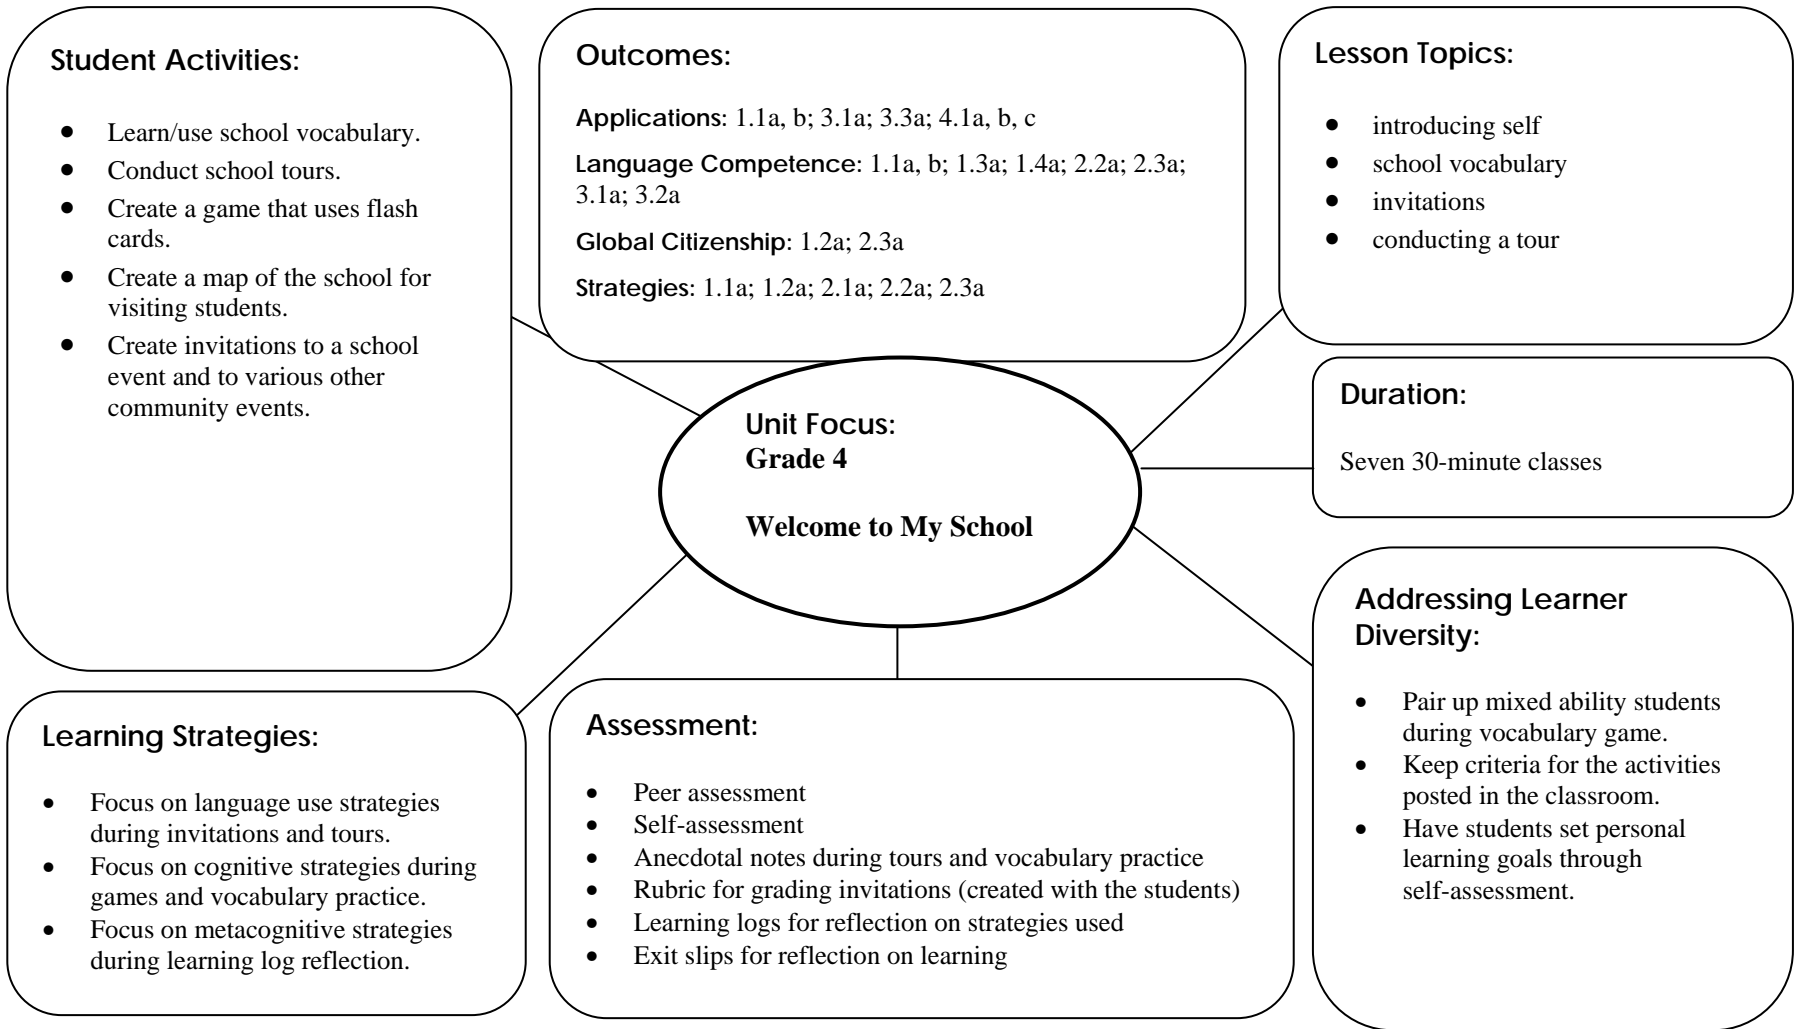 Student Activities:
● Learn/use school vocabulary.
● Conduct school tours.
● Create a game that uses flash
cards.
● Create a map of the school for
visiting students.
● Create invitations to a school
event and to various other
community events.
Outcomes:
Applications: 1.1a, b; 3.1a; 3.3a; 4.1a, b, c
Language Competence: 1.1a, b; 1.3a; 1.4a; 2.2a; 2.3a;
3.1a; 3.2a
Global Citizenship: 1.2a; 2.3a
Strategies: 1.1a; 1.2a; 2.1a; 2.2a; 2.3a
Lesson Topics:
● introducing self
● school vocabulary
● invitations
● conducting a tour
Unit Focus:
Grade 4
Welcome to My School
Duration:
Seven 30-minute classes
Learning Strategies:
● Focus on language use strategies
during invitations and tours.
● Focus on cognitive strategies during
games and vocabulary practice.
● Focus on metacognitive strategies
during learning log reflection.
Assessment:
● Peer assessment
● Self-assessment
● Anecdotal notes during tours and vocabulary practice
● Rubric for grading invitations (created with the students)
● Learning logs for reflection on strategies used
● Exit slips for reflection on learning
Addressing Learner
Diversity:
● Pair up mixed ability students
during vocabulary game.
● Keep criteria for the activities
posted in the classroom.
● Have students set personal
learning goals through
self-assessment.